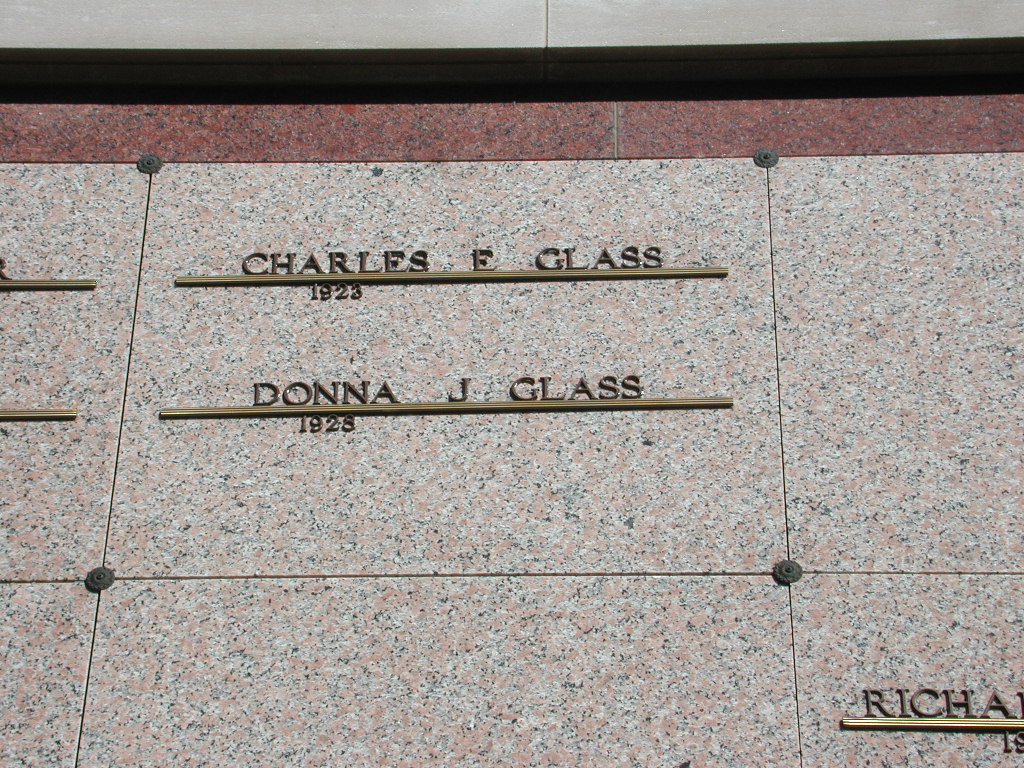 CHARLES E GLASS
1923
DONNA J GLASS
1928